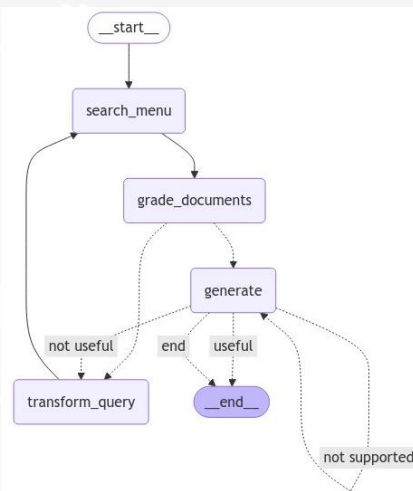 __start__
search_menu
grade_documents
generate
not useful
end
useful
transform_query
__end__
not supported